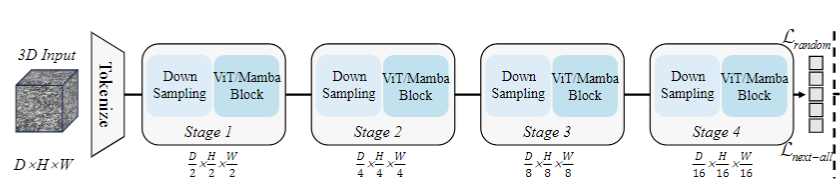 3D Input
D×H×W
Tokenize
Down Sampling
ViT/Mamba Block
Stage 1
D/2 × H/2 × W/2
Down Sampling
ViT/Mamba Block
Stage 2
D/4 × H/4 × W/4
Down Sampling
ViT/Mamba Block
Stage 3
D/8 × H/8 × W/8
Down Sampling
ViT/Mamba Block
Stage 4
D/16 × H/16 × W/16
ℒrandom
ℒnext−all